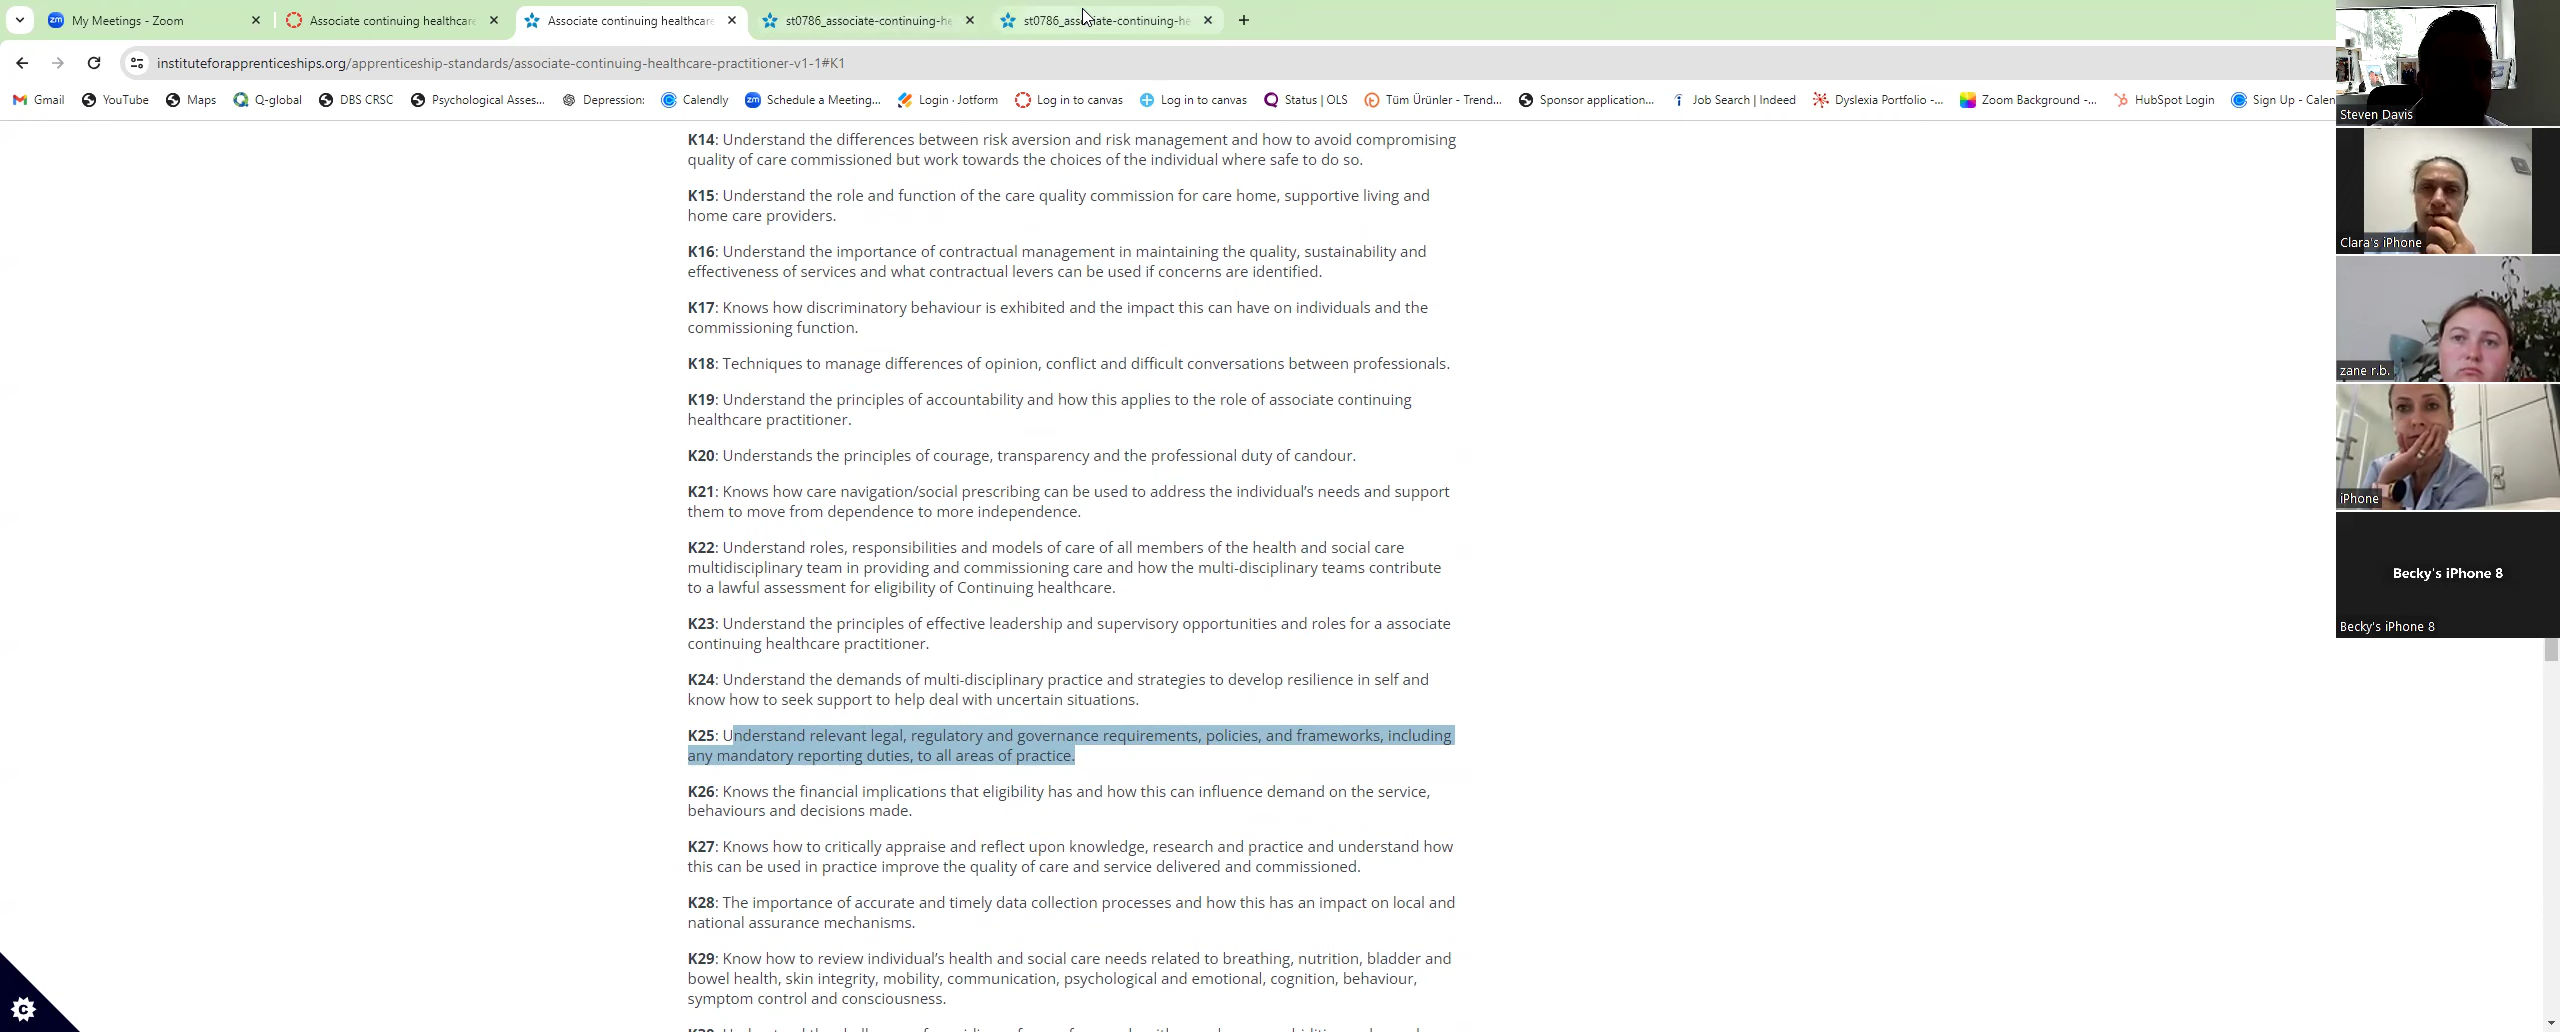 My Meetings - Zoom
Associate continuing healthcare
Associate continuing healthcare
st0786_associate-continuing-he
st0786_associate-continuing-he
instituteforapprenticeships.org/apprenticeship-standards/associate-continuing-healthcare-practitioner-v1-1#K1
Gmail YouTube Maps Q-global DBS CRSC Psychological Asses... Depression: Calendly Schedule a Meeting... Login · Jotform Log in to canvas Log in to canvas Status | OLS Tüm Ürünler - Trend... Sponsor application... Job Search | Indeed Dyslexia Portfolio -... Zoom Background -... HubSpot Login Sign Up - Calen
K14: Understand the differences between risk aversion and risk management and how to avoid compromising
quality of care commissioned but work towards the choices of the individual where safe to do so.
K15: Understand the role and function of the care quality commission for care home, supportive living and
home care providers.
K16: Understand the importance of contractual management in maintaining the quality, sustainability and
effectiveness of services and what contractual levers can be used if concerns are identified.
K17: Knows how discriminatory behaviour is exhibited and the impact this can have on individuals and the
commissioning function.
K18: Techniques to manage differences of opinion, conflict and difficult conversations between professionals.
K19: Understand the principles of accountability and how this applies to the role of associate continuing
healthcare practitioner.
K20: Understands the principles of courage, transparency and the professional duty of candour.
K21: Knows how care navigation/social prescribing can be used to address the individual’s needs and support
them to move from dependence to more independence.
K22: Understand roles, responsibilities and models of care of all members of the health and social care
multidisciplinary team in providing and commissioning care and how the multi-disciplinary teams contribute
to a lawful assessment for eligibility of Continuing healthcare.
K23: Understand the principles of effective leadership and supervisory opportunities and roles for a associate
continuing healthcare practitioner.
K24: Understand the demands of multi-disciplinary practice and strategies to develop resilience in self and
know how to seek support to help deal with uncertain situations.
K25: Understand relevant legal, regulatory and governance requirements, policies, and frameworks, including
any mandatory reporting duties, to all areas of practice.
K26: Knows the financial implications that eligibility has and how this can influence demand on the service,
behaviours and decisions made.
K27: Knows how to critically appraise and reflect upon knowledge, research and practice and understand how
this can be used in practice improve the quality of care and service delivered and commissioned.
K28: The importance of accurate and timely data collection processes and how this has an impact on local and
national assurance mechanisms.
K29: Know how to review individual’s health and social care needs related to breathing, nutrition, bladder and
bowel health, skin integrity, mobility, communication, psychological and emotional, cognition, behaviour,
symptom control and consciousness.
Steven Davis
Clara's iPhone
zane r.b.
iPhone
Becky's iPhone 8
Becky's iPhone 8